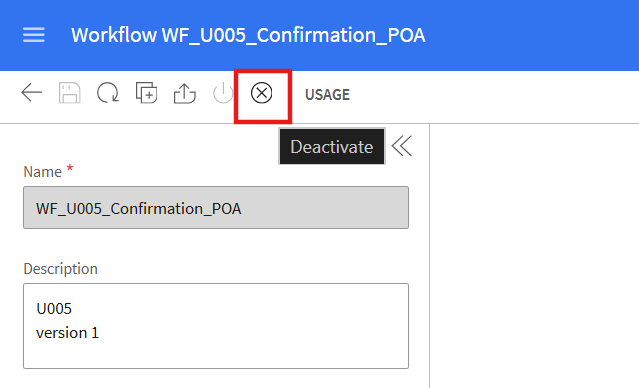 Workflow WF_U005_Confirmation_POA
USAGE
Deactivate
Name *
WF_U005_Confirmation_POA
Description
U005
version 1